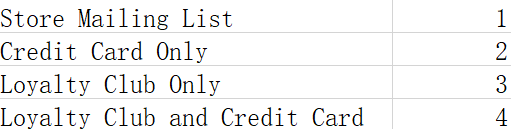 Store Mailing List 1
Credit Card Only 2
Loyalty Club Only 3
Loyalty Club and Credit Card 4